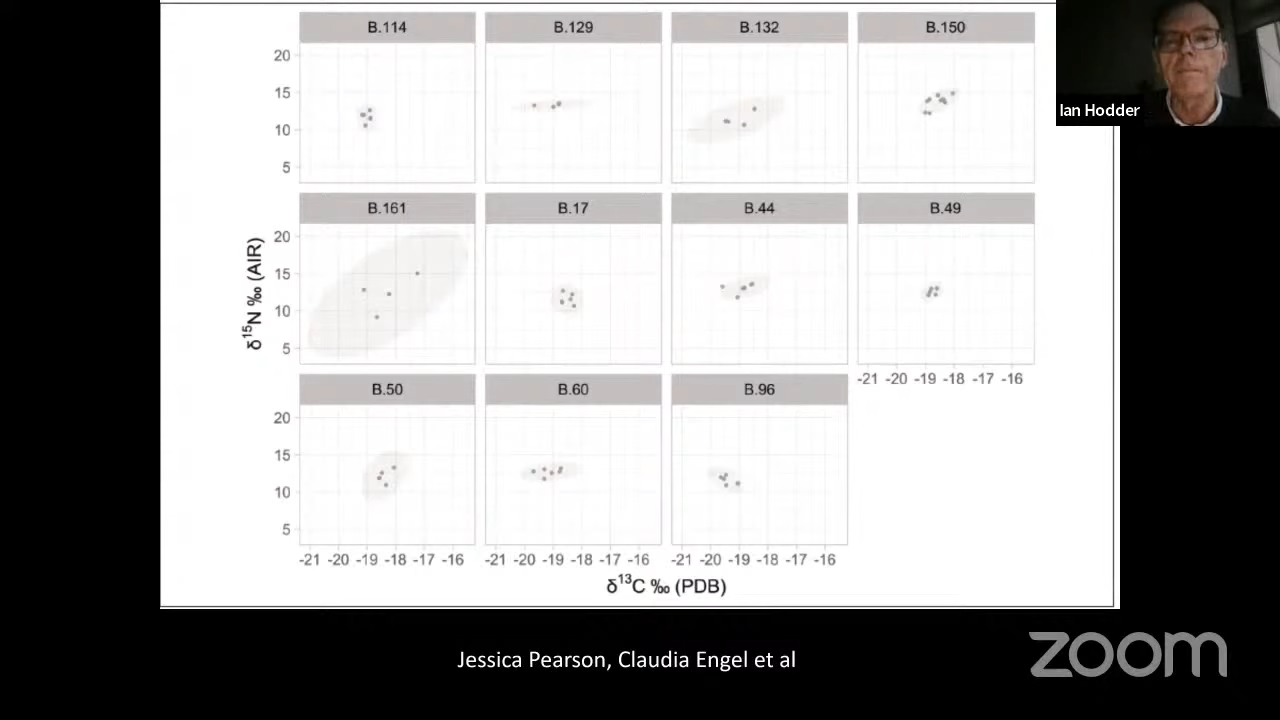 B.114 B.129 B.132 B.150
Ian Hodder
20
15
10
5
B.161 B.17 B.44 B.49
20
15
10
5
δ15N ‰ (AIR)
-21 -20 -19 -18 -17 -16
B.50 B.60 B.96
20
15
10
5
-21 -20 -19 -18 -17 -16 -21 -20 -19 -18 -17 -16 -21 -20 -19 -18 -17 -16
δ13C ‰ (PDB)
Jessica Pearson, Claudia Engel et al
zoom